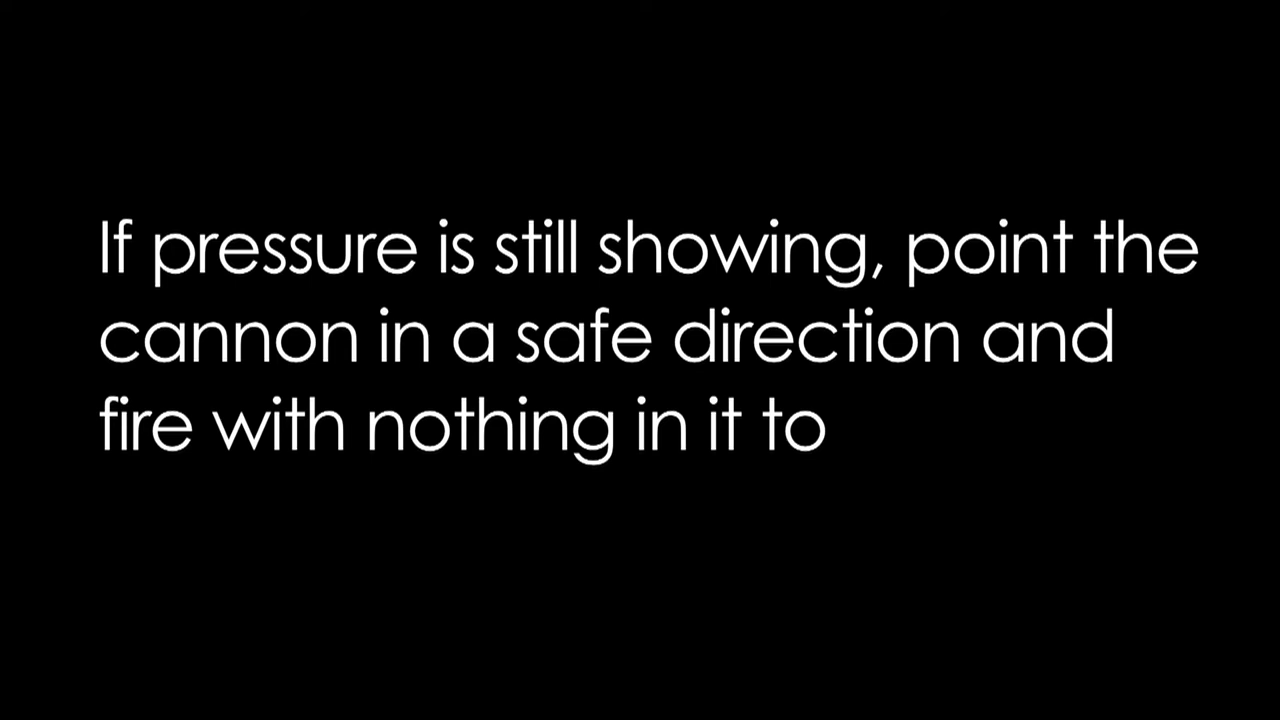 If pressure is still showing, point the
cannon in a safe direction and
fire with nothing in it to